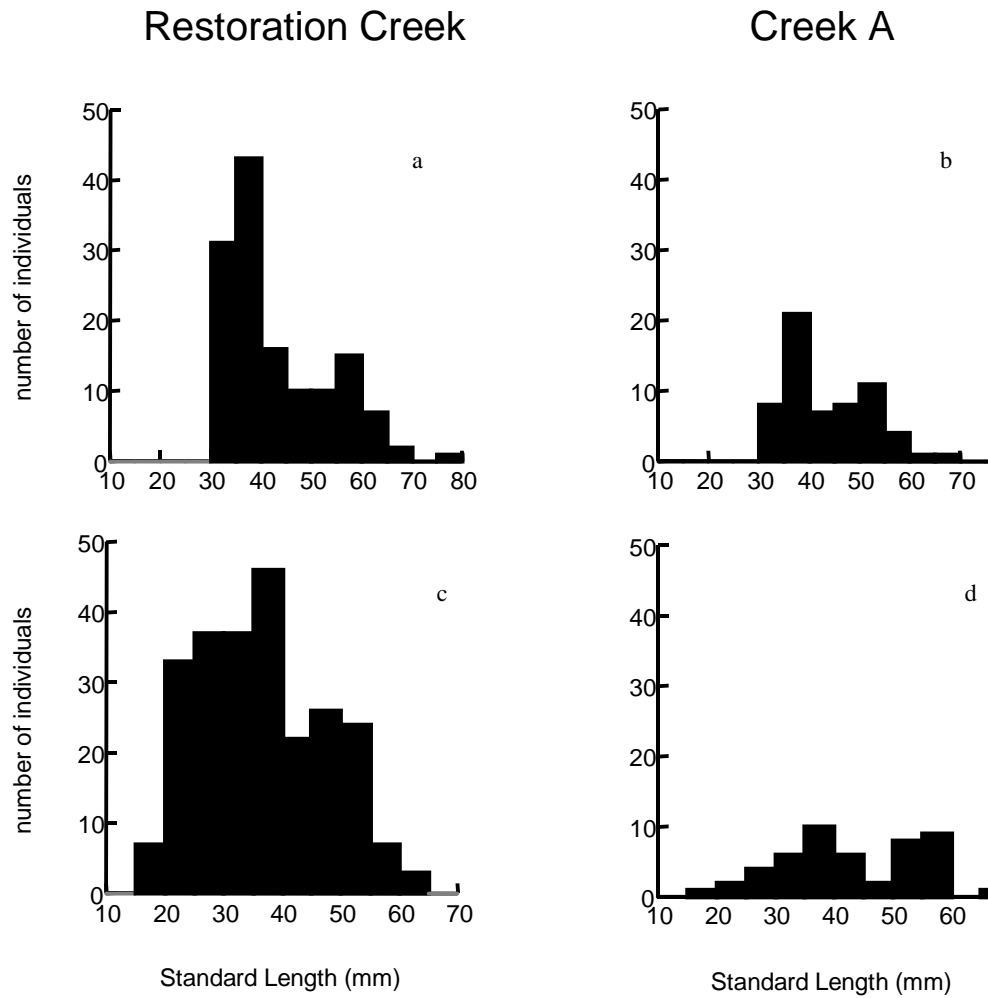 Restoration Creek
Creek A
number of individuals
50
40
30
20
10
0
a
10 20 30 40 50 60 70 80
50
40
30
20
10
0
b
10 20 30 40 50 60 70
number of individuals
50
40
30
20
10
0
c
10 20 30 40 50 60 70
Standard Length (mm)
50
40
30
20
10
0
d
10 20 30 40 50 60
Standard Length (mm)